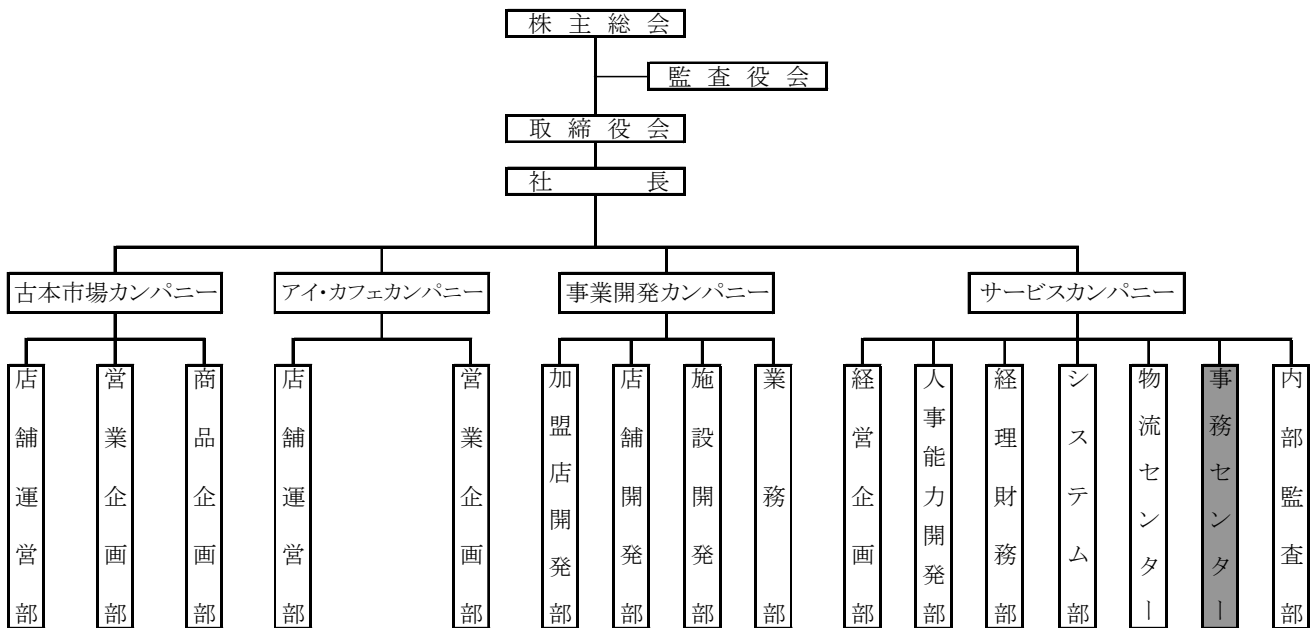 株主総会
監査役会
取締役会
社長
古本市場カンパニー
アイ・カフェカンパニー
事業開発カンパニー
サービスカンパニー
店舗運営部
営業企画部
商品企画部
店舗運営部
営業企画部
加盟店開発部
店舗開発部
施設開発部
業務部
経営企画部
人事能力開発部
経理財務部
システム部
物流センター
事務センター
内部監査部